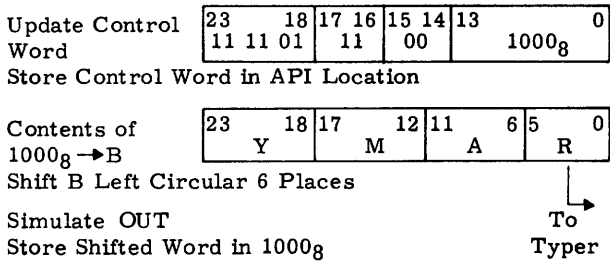 Update Control Word
23 18 17 16 15 14 13 0
11 11 01 11 00 1000₈
Store Control Word in API Location
Contents of 1000₈ → B
23 18 17 12 11 6 5 0
Y M A R
Shift B Left Circular 6 Places
Simulate OUT
Store Shifted Word in 1000₈
To Typer